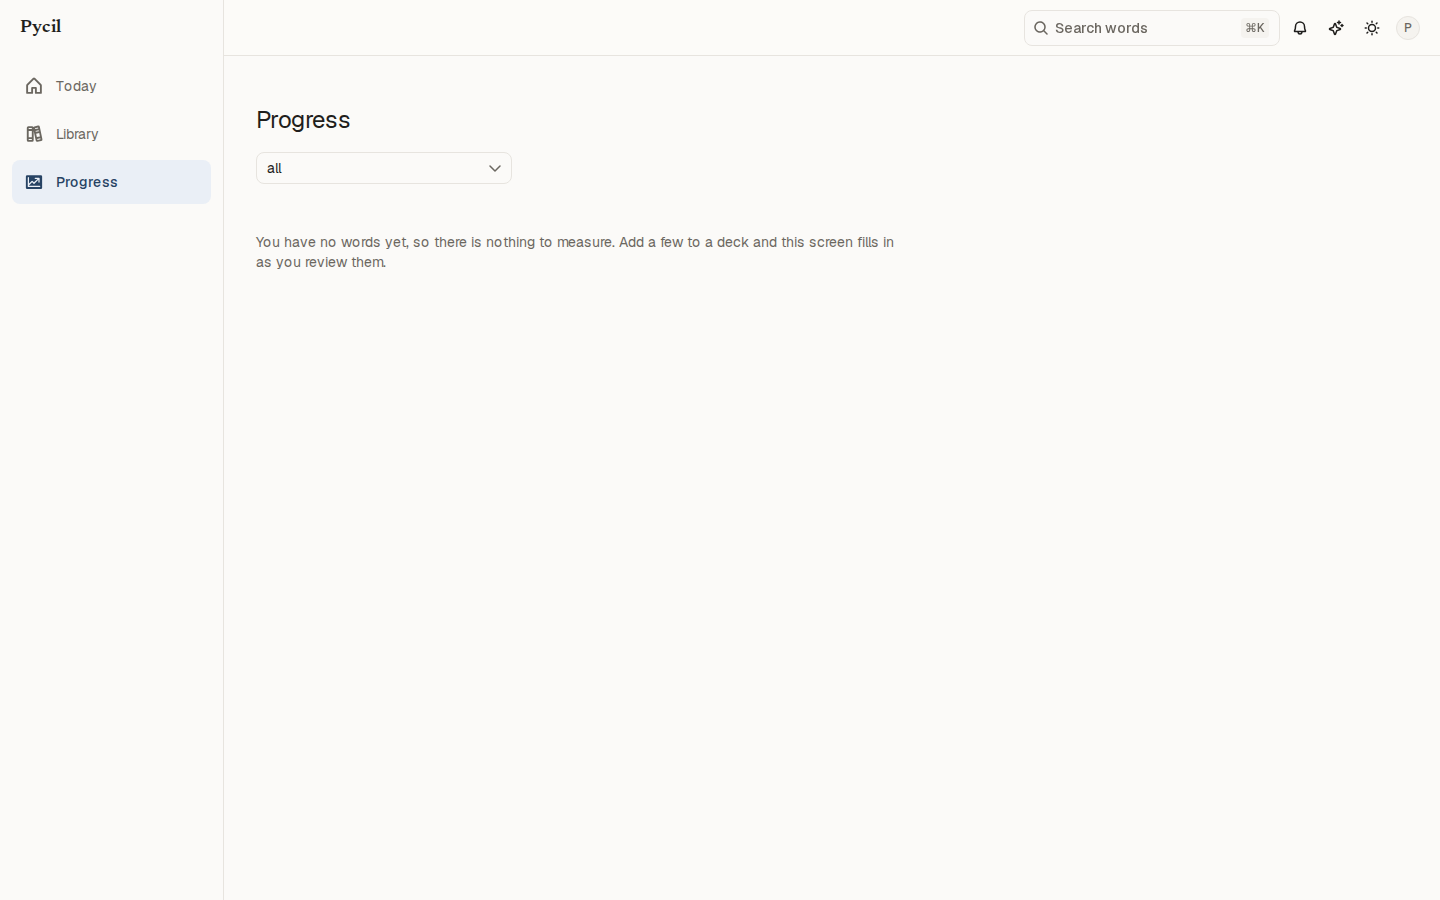 Pycil
Search words
⌘K
P
Today
Library
Progress
Progress
all
You have no words yet, so there is nothing to measure. Add a few to a deck and this screen fills in
as you review them.